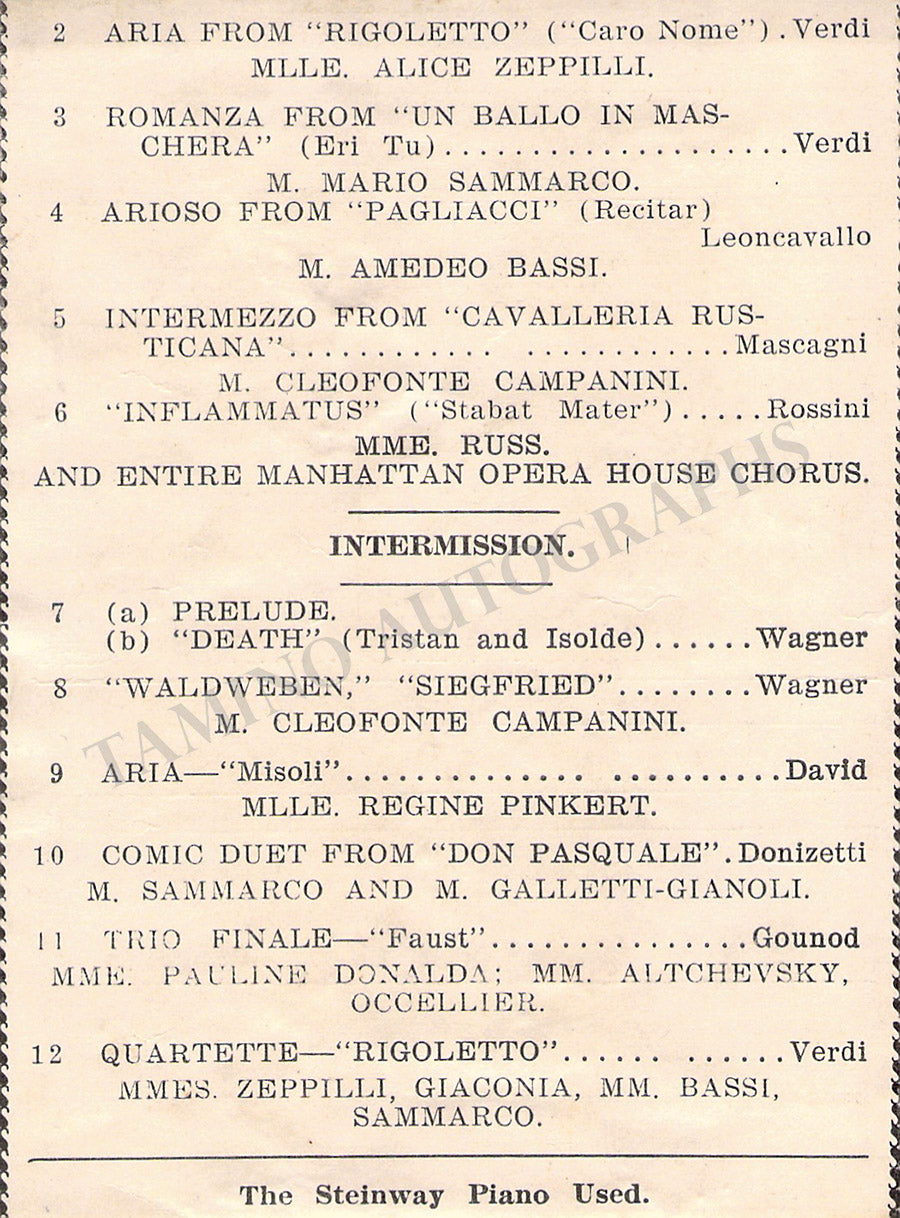 2 ARIA FROM "RIGOLETTO" ("Caro Nome") . Verdi
MLLE. ALICE ZEPPILLI.
3 ROMANZA FROM "UN BALLO IN MAS-
CHERA" (Eri Tu)....................Verdi
M. MARIO SAMMARCO.
4 ARIOSO FROM "PAGLIACCI" (Recitar)
Leoncavallo
M. AMEDEO BASSI.
5 INTERMEZZO FROM "CAVALLERIA RUS-
TICANA"............ ............Mascagni
M. CLEOFONTE CAMPANINI.
6 "INFLAMMATUS" ("Stabat Mater").....Rossini
MME. RUSS.
AND ENTIRE MANHATTAN OPERA HOUSE CHORUS.
INTERMISSION.
7 (a) PRELUDE.
(b) "DEATH" (Tristan and Isolde)......Wagner
8 "WALDWEBEN," "SIEGFRIED"........Wagner
M. CLEOFONTE CAMPANINI.
9 ARIA—"Misoli".............. ..........David
MLLE. REGINE PINKERT.
10 COMIC DUET FROM "DON PASQUALE".Donizetti
M. SAMMARCO AND M. GALLETTI-GIANOLI.
11 TRIO FINALE—"Faust"...............Gounod
MME. PAULINE DONALDA; MM. ALTCHEVSKY,
OCCELLIER.
12 QUARTETTE—"RIGOLETTO"...... ......Verdi
MMES. ZEPPILLI, GIACONIA, MM. BASSI,
SAMMARCO.
The Steinway Piano Used.
TAMINO AUTOGRAPHS